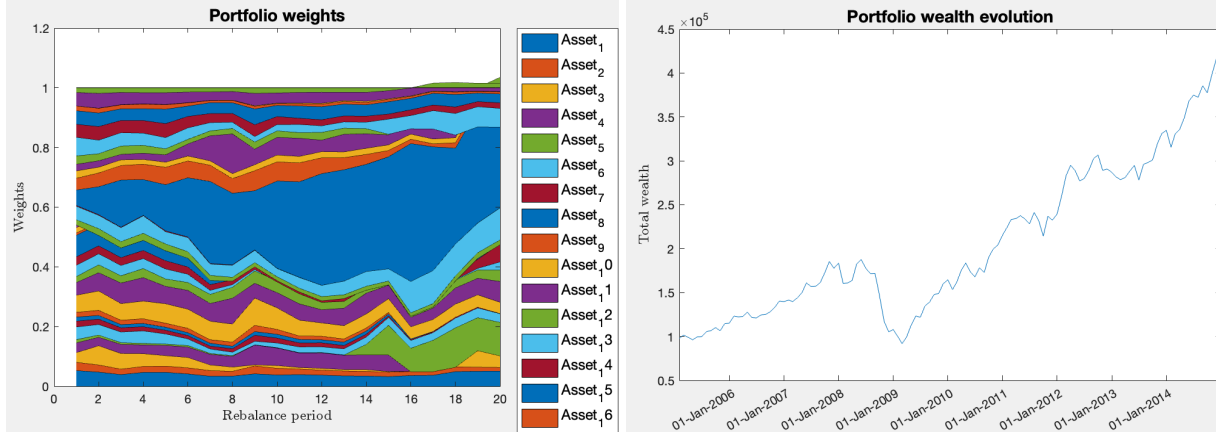 Portfolio weights
1.2
1
0.8
0.6
0.4
0.2
0
Weights
0 2 4 6 8 10 12 14 16 18 20
Rebalance period
Asset₁
Asset₂
Asset₃
Asset₄
Asset₅
Asset₆
Asset₇
Asset₈
Asset₉
Asset₁0
Asset₁1
Asset₁2
Asset₁3
Asset₁4
Asset₁5
Asset₁6
Portfolio wealth evolution
×10⁵
4.5
4
3.5
3
2.5
2
1.5
1
0.5
Total wealth
01-Jan-2006
01-Jan-2007
01-Jan-2008
01-Jan-2009
01-Jan-2010
01-Jan-2011
01-Jan-2012
01-Jan-2013
01-Jan-2014